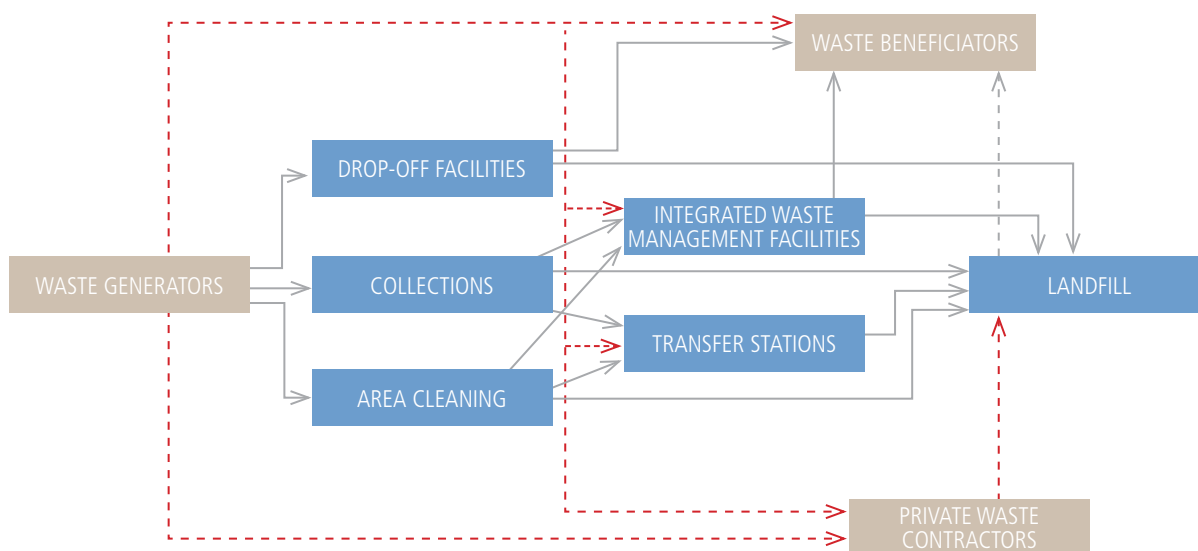 WASTE BENEFICIATORS
DROP-OFF FACILITIES
INTEGRATED WASTE
MANAGEMENT FACILITIES
WASTE GENERATORS
COLLECTIONS
LANDFILL
TRANSFER STATIONS
AREA CLEANING
PRIVATE WASTE
CONTRACTORS